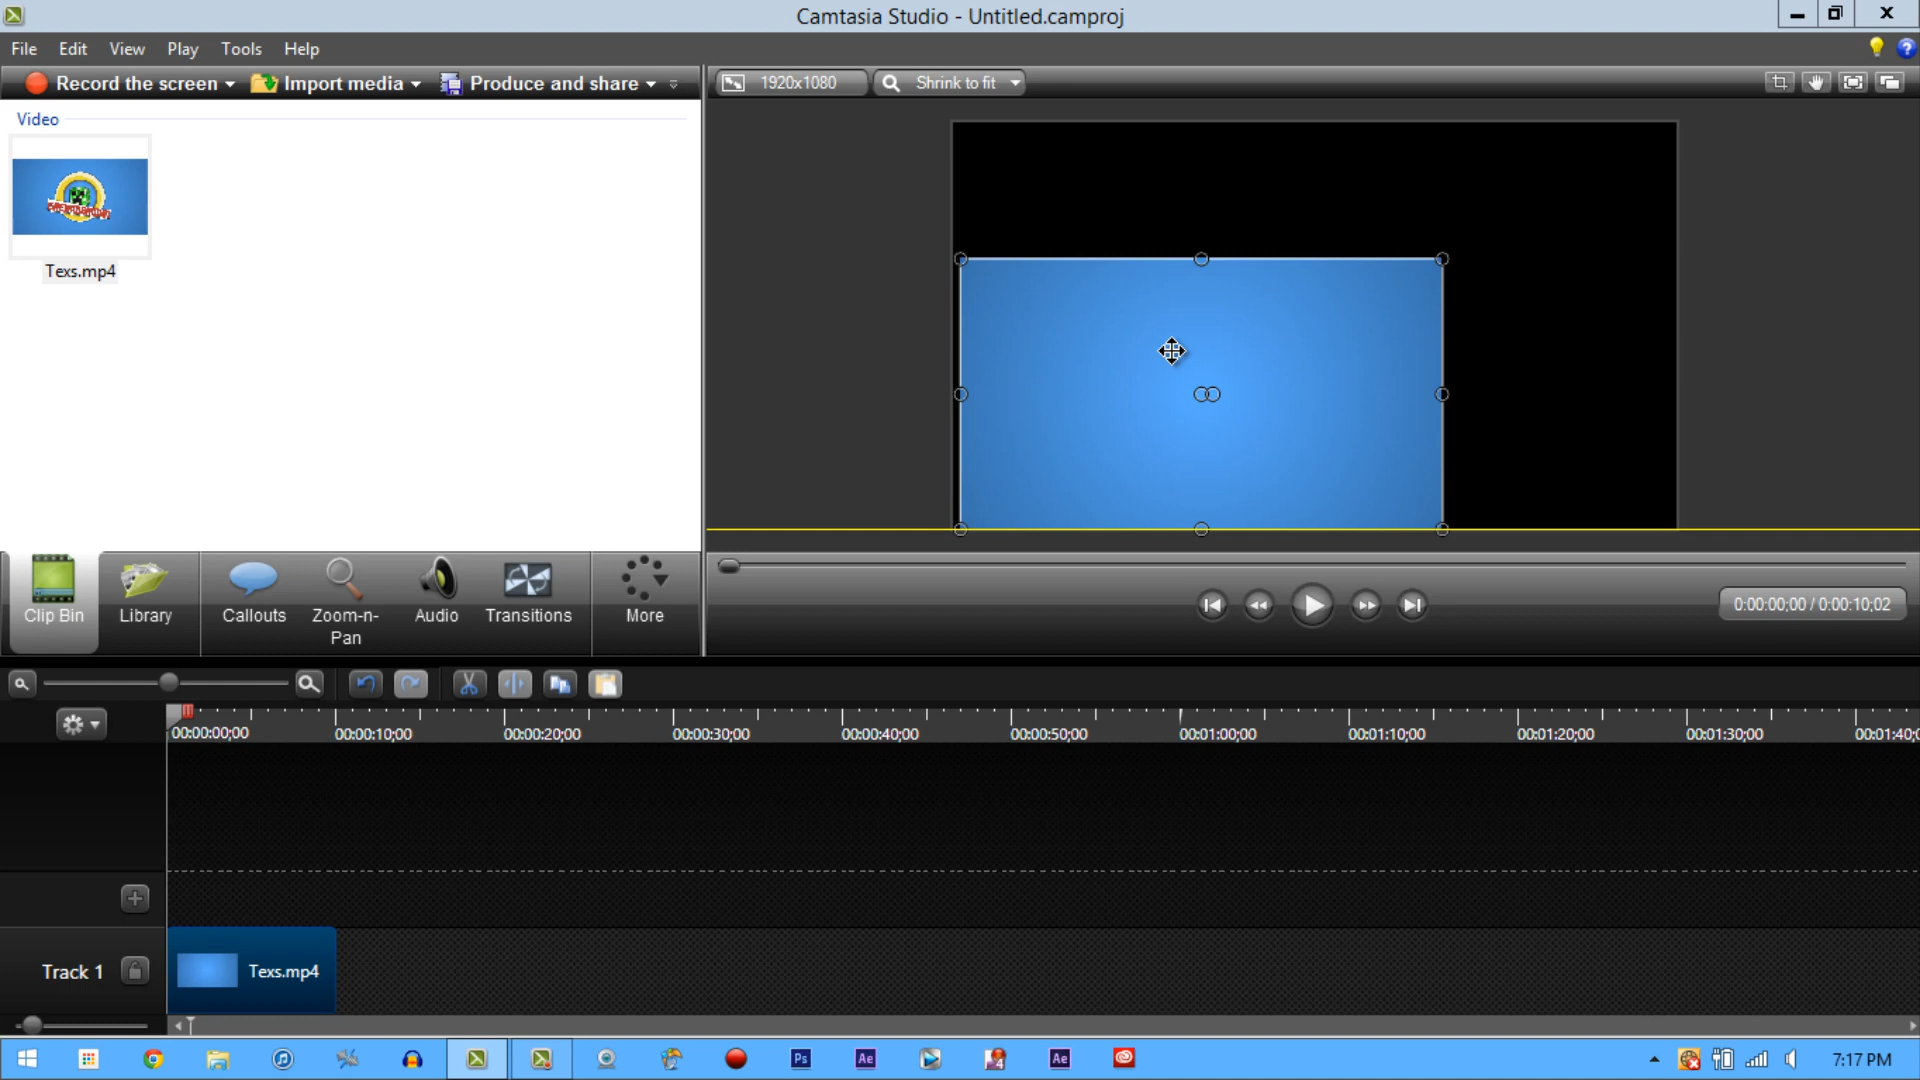 Camtasia Studio - Untitled.camproj
File Edit View Play Tools Help
Record the screen Import media Produce and share 1920x1080 Shrink to fit
Video
Texs.mp4
Clip Bin Library Callouts Zoom-n-Pan Audio Transitions More
0:00:00;00 / 0:00:10;02
00:00:00;00 00:00:10;00 00:00:20;00 00:00:30;00 00:00:40;00 00:00:50;00 00:01:00;00 00:01:10;00 00:01:20;00 00:01:30;00 00:01:40;0
Track 1 Texs.mp4
Ps Ae Ae 7:17 PM